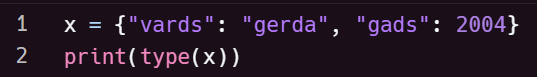 1 x = {"vards": "gerda", "gads": 2004}
2 print(type(x))